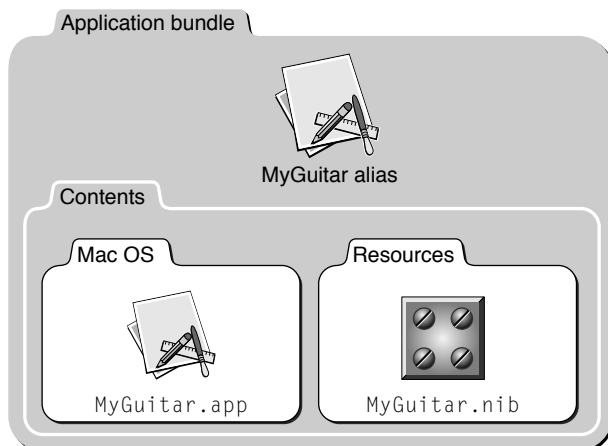 Application bundle
MyGuitar alias
Contents
Mac OS
MyGuitar.app
Resources
MyGuitar.nib